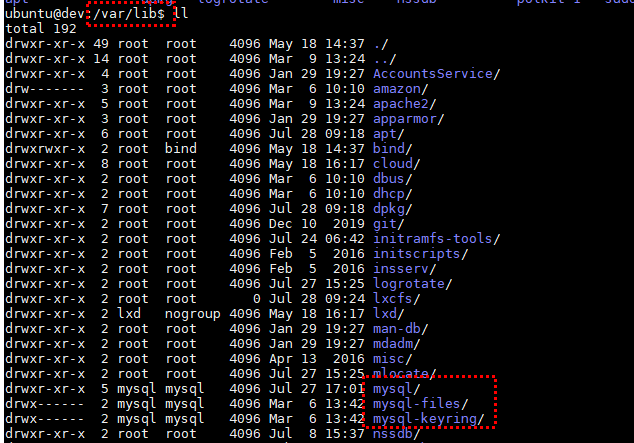 ubuntu@dev:/var/lib$ ll
total 192
drwxr-xr-x 49 root root 4096 May 18 14:37 ./
drwxr-xr-x 14 root root 4096 Mar 9 13:24 ../
drwxr-xr-x 4 root root 4096 Jan 29 19:27 AccountsService/
drw------- 3 root root 4096 Mar 6 10:10 amazon/
drwxr-xr-x 5 root root 4096 Mar 9 13:24 apache2/
drwxr-xr-x 3 root root 4096 Jan 29 19:27 apparmor/
drwxr-xr-x 6 root root 4096 Jul 28 09:18 apt/
drwxrwxr-x 2 root bind 4096 May 18 14:37 bind/
drwxr-xr-x 8 root root 4096 May 18 16:17 cloud/
drwxr-xr-x 2 root root 4096 Mar 6 10:10 dbus/
drwxr-xr-x 2 root root 4096 Mar 6 10:10 dhcp/
drwxr-xr-x 7 root root 4096 Jul 28 09:18 dpkg/
drwxr-xr-x 2 root root 4096 Dec 10 2019 git/
drwxr-xr-x 2 root root 4096 Jul 24 06:42 initramfs-tools/
drwxr-xr-x 2 root root 4096 Feb 5 2016 initscripts/
drwxr-xr-x 2 root root 4096 Feb 5 2016 insserv/
drwxr-xr-x 2 root root 4096 Jul 27 15:25 logrotate/
drwxr-xr-x 2 root root 0 Jul 28 09:24 lxcfs/
drwxr-xr-x 2 lxd nogroup 4096 May 18 16:17 lxd/
drwxr-xr-x 2 root root 4096 Jan 29 19:27 man-db/
drwxr-xr-x 2 root root 4096 Jan 29 19:27 mdadm/
drwxr-xr-x 2 root root 4096 Apr 13 2016 misc/
drwxr-xr-x 2 root root 4096 Jul 27 15:25 mlocate/
drwxr-xr-x 5 mysql mysql 4096 Jul 27 17:01 mysql/
drwx------ 2 mysql mysql 4096 Mar 6 13:42 mysql-files/
drwx------ 2 mysql mysql 4096 Mar 6 13:42 mysql-keyring/
drwxr-xr-x 2 root root 4096 Jul 8 15:37 nssdb/